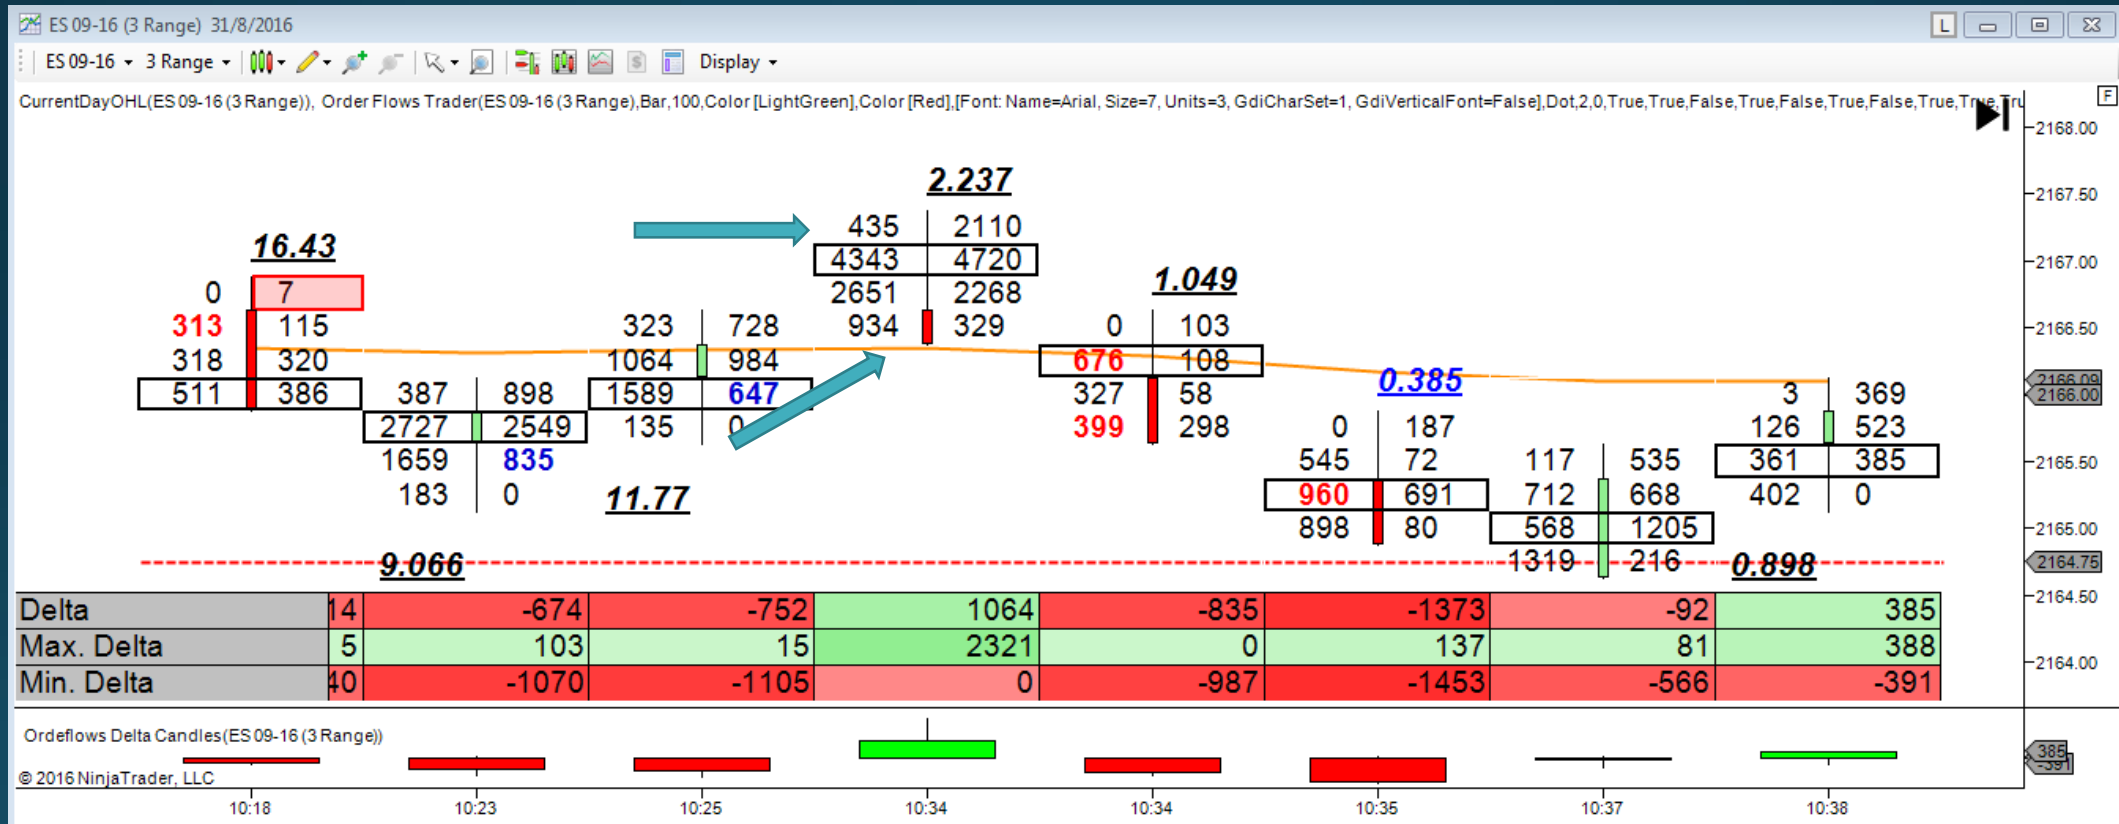 ES 09-16 (3 Range) 31/8/2016
L
ES 09-16 3 Range Display
CurrentDayOHL(ES 09-16 (3 Range)), Order Flows Trader(ES 09-16 (3 Range),Bar,100,Color [LightGreen],Color [Red],[Font: Name=Arial, Size=7, Units=3, GdiCharSet=1, GdiVerticalFont=False],Dot,2,0,True,True,False,True,False,True,False,True,True,Tru
F
2168.00
2.237
2167.50
435 2110
16.43
4343 4720 2167.00
0 7 2651 2268 1.049
313 115 323 728 934 329 0 103 2166.50
318 320 1064 984 676 108
0.385 2166.09
511 386 387 898 1589 647 327 58 3 369 2166.00
2727 2549 135 0 399 298 0 187 126 523
1659 835 545 72 117 535 361 385 2165.50
183 0 11.77 960 691 712 668 402 0
898 80 568 1205 2165.00
9.066 1319 216 0.898 2164.75
Delta 14 -674 -752 1064 -835 -1373 -92 385 2164.50
Max. Delta 5 103 15 2321 0 137 81 388
Min. Delta 40 -1070 -1105 0 -987 -1453 -566 -391 2164.00
Ordeflows Delta Candles(ES 09-16 (3 Range))
385
-391
© 2016 NinjaTrader, LLC
10:18 10:23 10:25 10:34 10:34 10:35 10:37 10:38